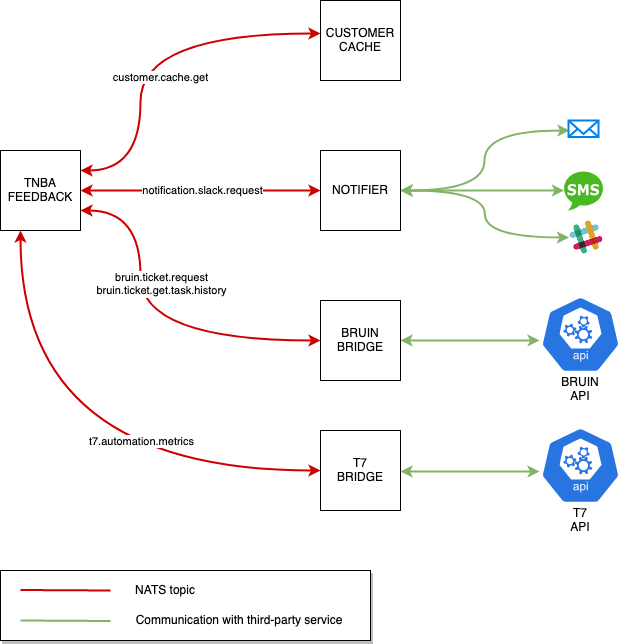 CUSTOMER
CACHE
customer.cache.get
TNBA
FEEDBACK
notification.slack.request
NOTIFIER
SMS
bruin.ticket.request
bruin.ticket.get.task.history
BRUIN
BRIDGE
api
BRUIN
API
t7.automation.metrics
T7
BRIDGE
api
T7
API
NATS topic
Communication with third-party service